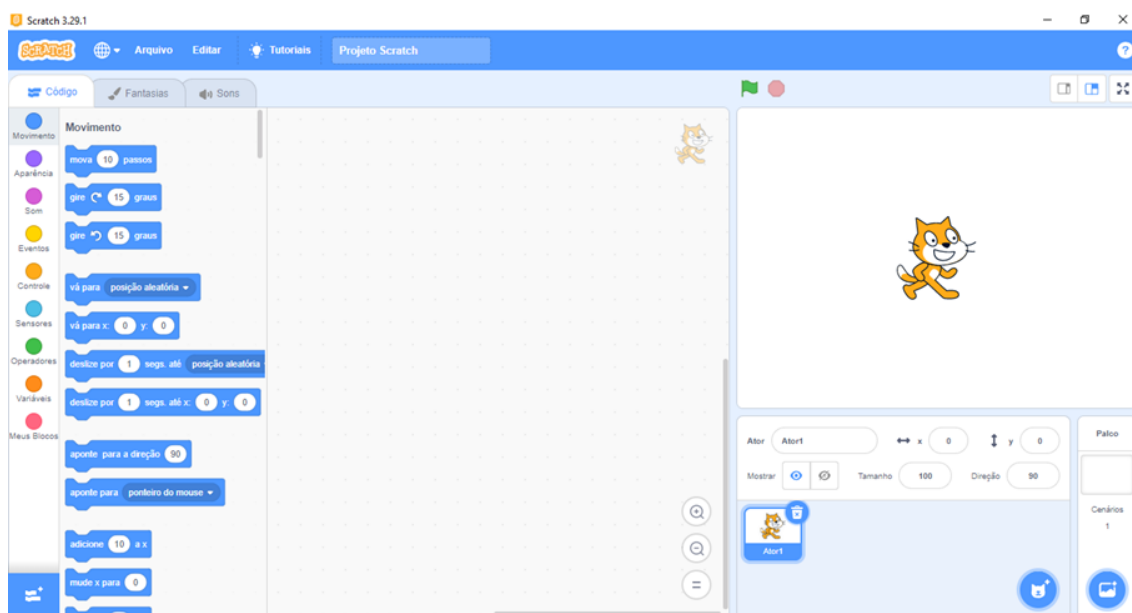 Scratch 3.29.1
SCRATCH Arquivo Editar Tutoriais Projeto Scratch ?
Código Fantasias Sons
Movimento
Aparência
Som
Eventos
Controle
Sensores
Operadores
Variáveis
Meus Blocos
Movimento
mova 10 passos
gire 15 graus
gire 15 graus
vá para posição aleatória
vá para x: 0 y: 0
deslize por 1 segs. até posição aleatória
deslize por 1 segs. até x: 0 y: 0
aponte para a direção 90
aponte para ponteiro do mouse
adicione 10 a x
mude x para 0
Ator Ator1 x 0 y 0
Mostrar Tamanho 100 Direção 90
Ator1
Palco
Cenários
1